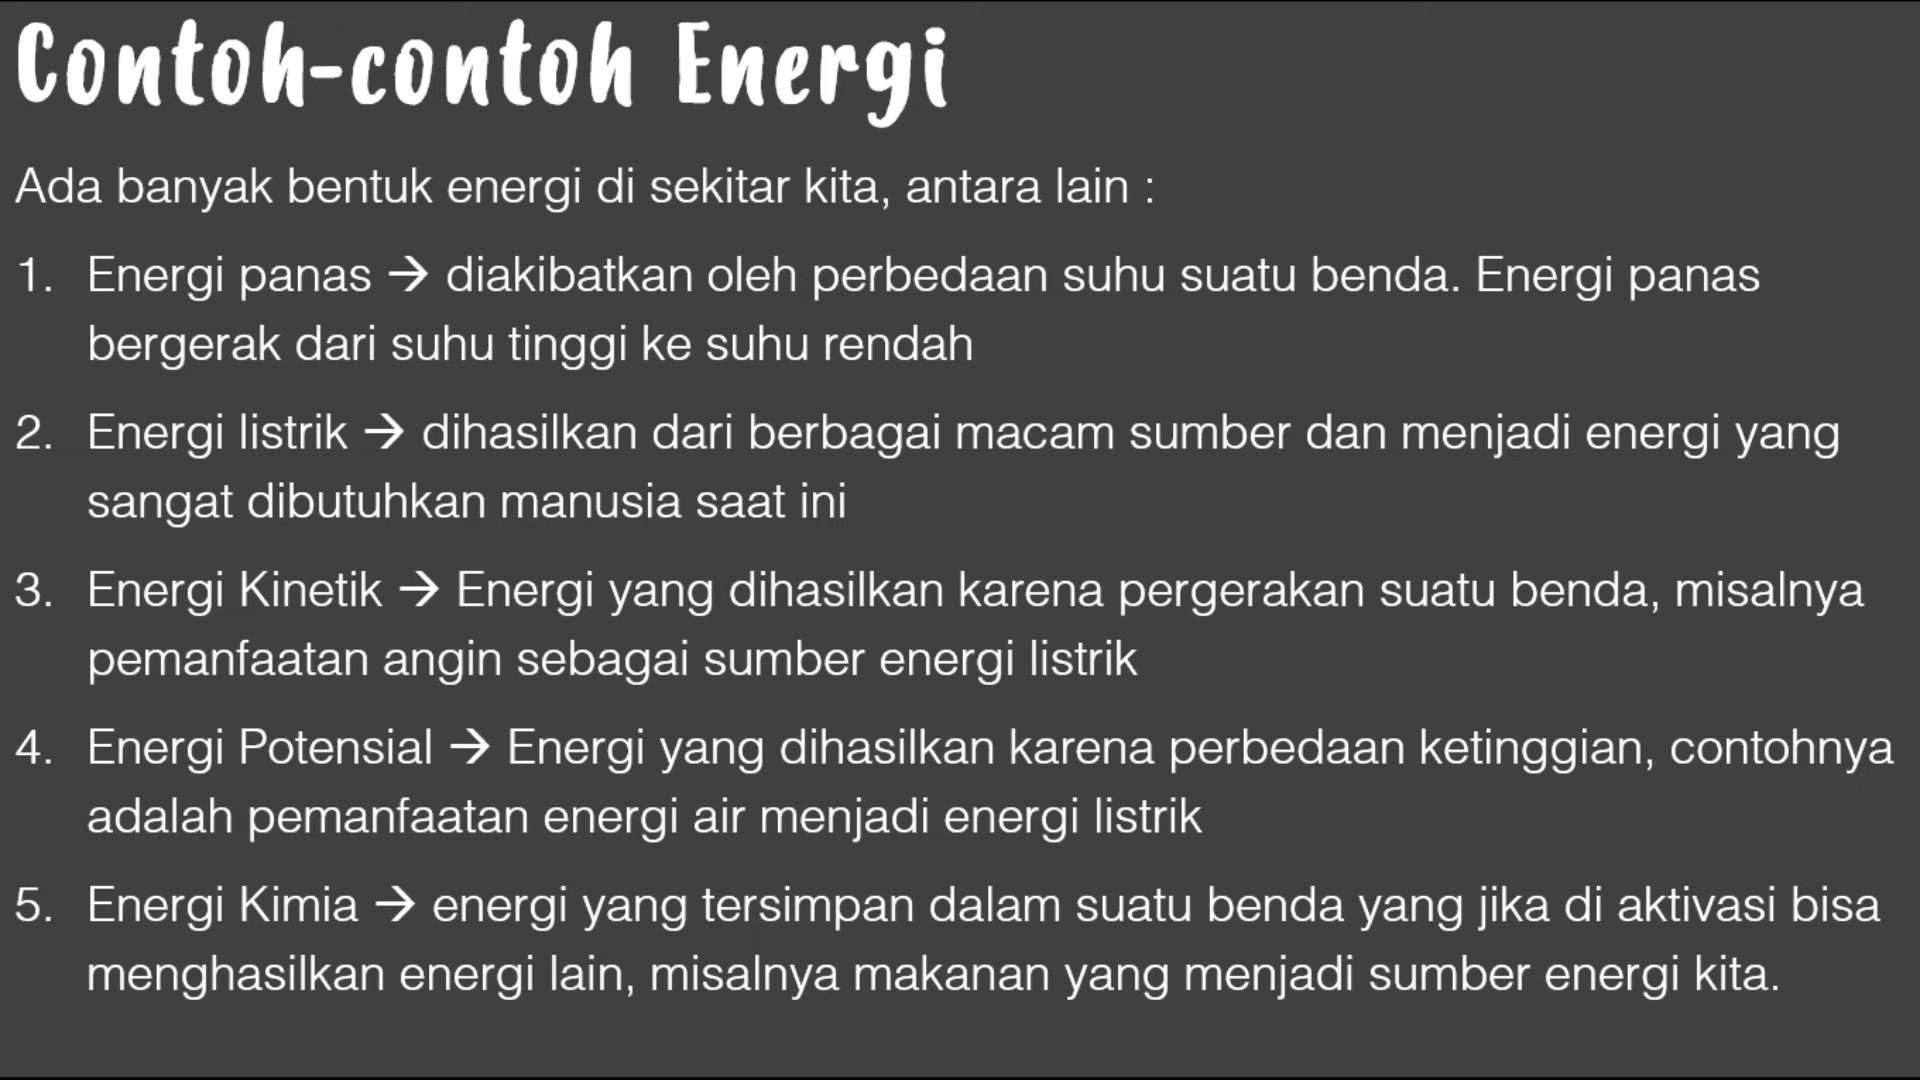 Contoh-contoh Energi
Ada banyak bentuk energi di sekitar kita, antara lain :
1. Energi panas → diakibatkan oleh perbedaan suhu suatu benda. Energi panas
bergerak dari suhu tinggi ke suhu rendah
2. Energi listrik → dihasilkan dari berbagai macam sumber dan menjadi energi yang
sangat dibutuhkan manusia saat ini
3. Energi Kinetik → Energi yang dihasilkan karena pergerakan suatu benda, misalnya
pemanfaatan angin sebagai sumber energi listrik
4. Energi Potensial → Energi yang dihasilkan karena perbedaan ketinggian, contohnya
adalah pemanfaatan energi air menjadi energi listrik
5. Energi Kimia → energi yang tersimpan dalam suatu benda yang jika di aktivasi bisa
menghasilkan energi lain, misalnya makanan yang menjadi sumber energi kita.